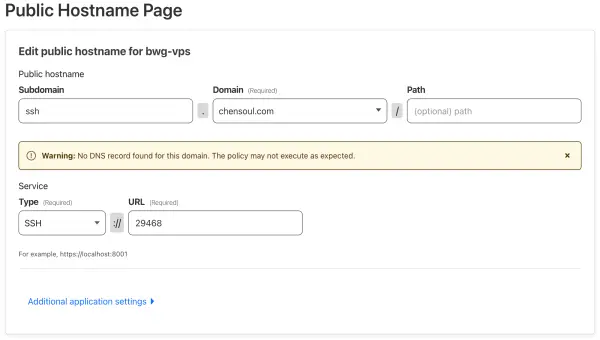 Public Hostname Page
Edit public hostname for bwg-vps
Public hostname
Subdomain Domain (Required) Path
ssh . chensoul.com / (optional) path
Warning: No DNS record found for this domain. The policy may not execute as expected. ×
Service
Type (Required) URL (Required)
SSH :// 29468
For example, https://localhost:8001
Additional application settings